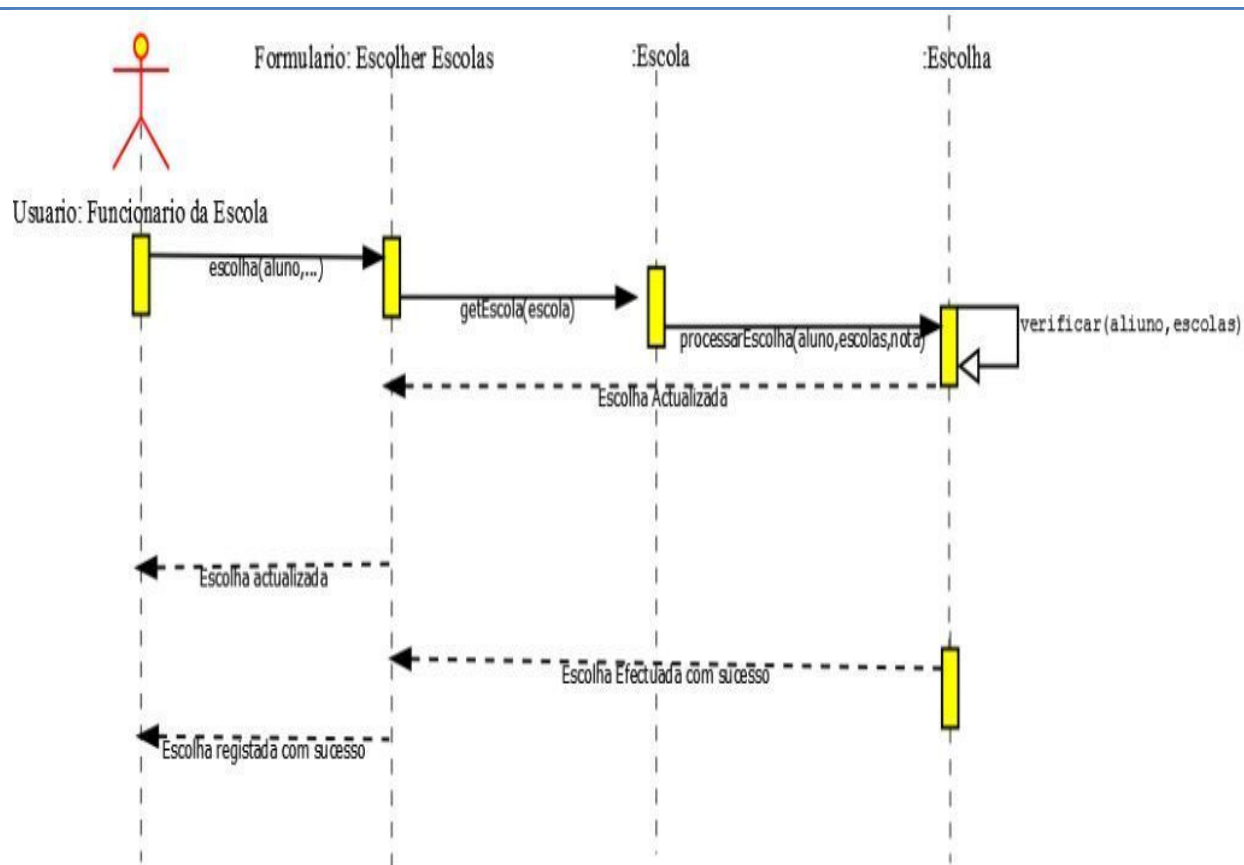 Formulario: Escolher Escolas
:Escola
:Escolha
Usuario: Funcionario da Escola
escolha(aluno,...)
getEscola(escola)
processarEscolha(aluno,escolas,nota)
verificar(aliuno,escolas)
Escolha Actualizada
Escolha actualizada
Escolha Efectuada com sucesso
Escolha registada com sucesso